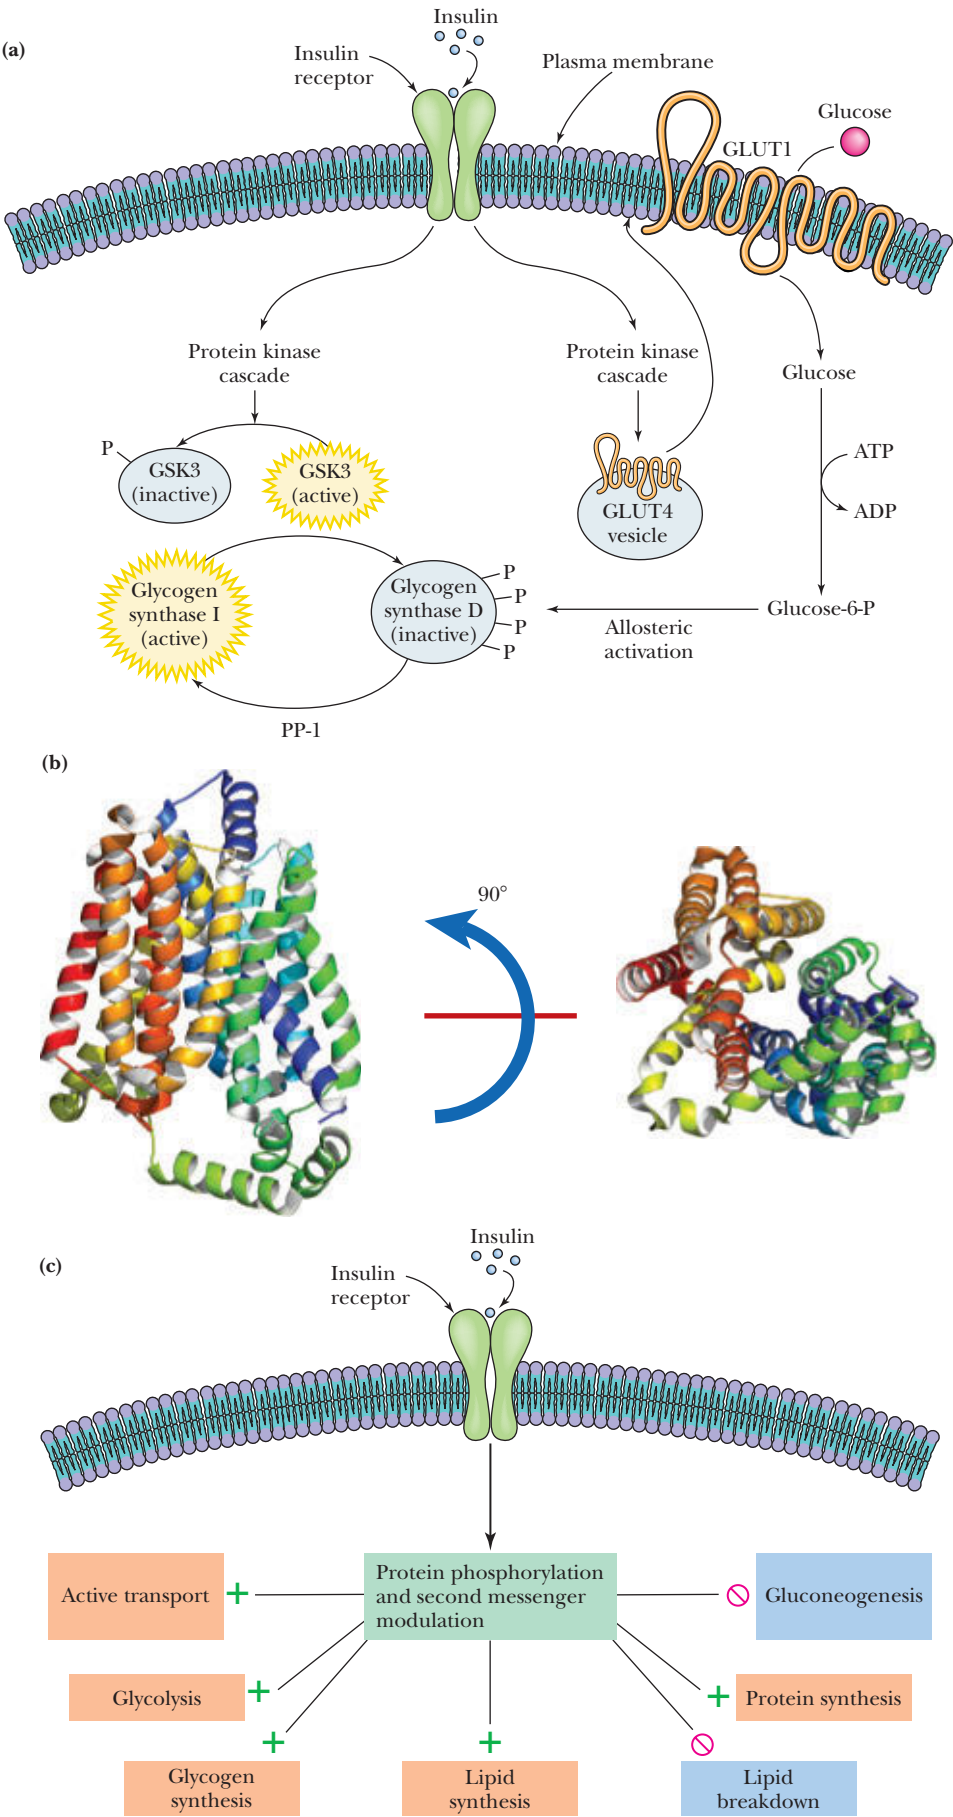 (a)
Insulin
Insulin
receptor
Plasma membrane
Glucose
GLUT1
Protein kinase
cascade
Protein kinase
cascade
Glucose
P
GSK3
(inactive)
GSK3
(active)
ATP
ADP
GLUT4
vesicle
Glycogen
synthase I
(active)
Glycogen
synthase D
(inactive)
P
P
P
P
Glucose-6-P
Allosteric
activation
PP-1
(b)
90°
(c)
Insulin
Insulin
receptor
Protein phosphorylation
and second messenger
modulation
Active transport +
Gluconeogenesis
Glycolysis +
+ Protein synthesis
+
Glycogen
synthesis
+
Lipid
synthesis
Lipid
breakdown